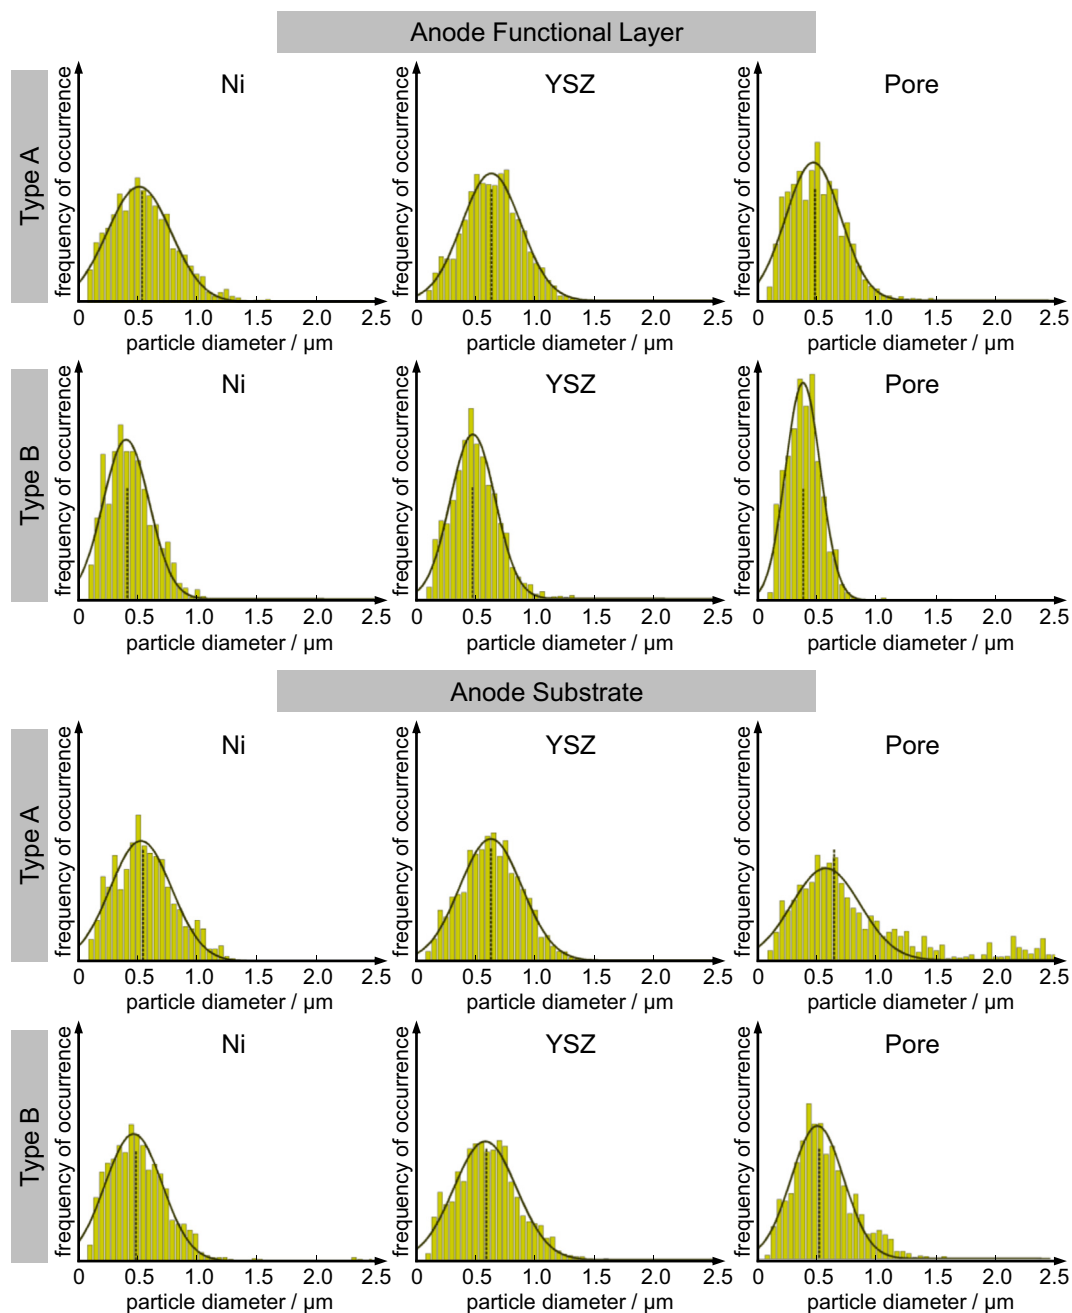 Anode Functional Layer
Type A
frequency of occurrence
Ni
0 0.5 1.0 1.5 2.0 2.5
particle diameter / µm
frequency of occurrence
YSZ
0 0.5 1.0 1.5 2.0 2.5
particle diameter / µm
frequency of occurrence
Pore
0 0.5 1.0 1.5 2.0 2.5
particle diameter / µm
Type B
frequency of occurrence
Ni
0 0.5 1.0 1.5 2.0 2.5
particle diameter / µm
frequency of occurrence
YSZ
0 0.5 1.0 1.5 2.0 2.5
particle diameter / µm
frequency of occurrence
Pore
0 0.5 1.0 1.5 2.0 2.5
particle diameter / µm
Anode Substrate
Type A
frequency of occurrence
Ni
0 0.5 1.0 1.5 2.0 2.5
particle diameter / µm
frequency of occurrence
YSZ
0 0.5 1.0 1.5 2.0 2.5
particle diameter / µm
frequency of occurrence
Pore
0 0.5 1.0 1.5 2.0 2.5
particle diameter / µm
Type B
frequency of occurrence
Ni
0 0.5 1.0 1.5 2.0 2.5
particle diameter / µm
frequency of occurrence
YSZ
0 0.5 1.0 1.5 2.0 2.5
particle diameter / µm
frequency of occurrence
Pore
0 0.5 1.0 1.5 2.0 2.5
particle diameter / µm